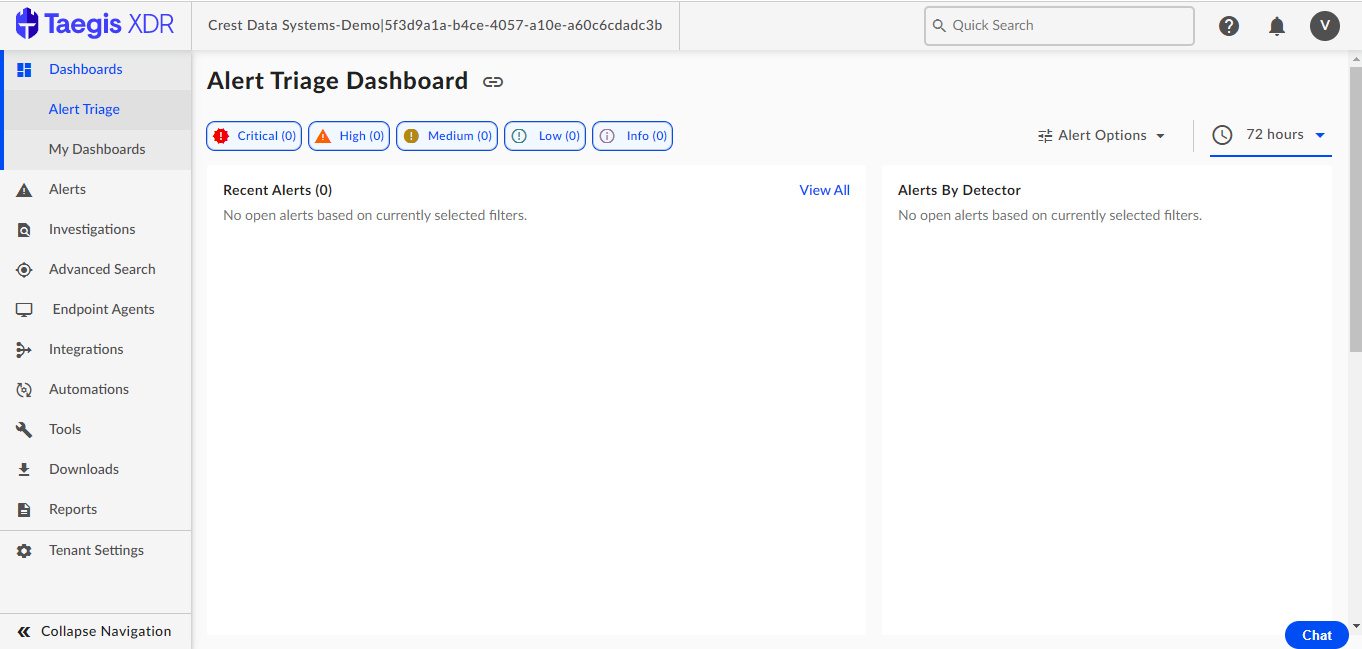 Taegis XDR
Crest Data Systems-Demo|5f3d9a1a-b4ce-4057-a10e-a60c6cdadc3b
Quick Search
V
Dashboards
Alert Triage
My Dashboards
Alerts
Investigations
Advanced Search
Endpoint Agents
Integrations
Automations
Tools
Downloads
Reports
Tenant Settings
Collapse Navigation
Alert Triage Dashboard
Critical (0) High (0) Medium (0) Low (0) Info (0)
Alert Options
72 hours
Recent Alerts (0)
View All
No open alerts based on currently selected filters.
Alerts By Detector
No open alerts based on currently selected filters.
Chat